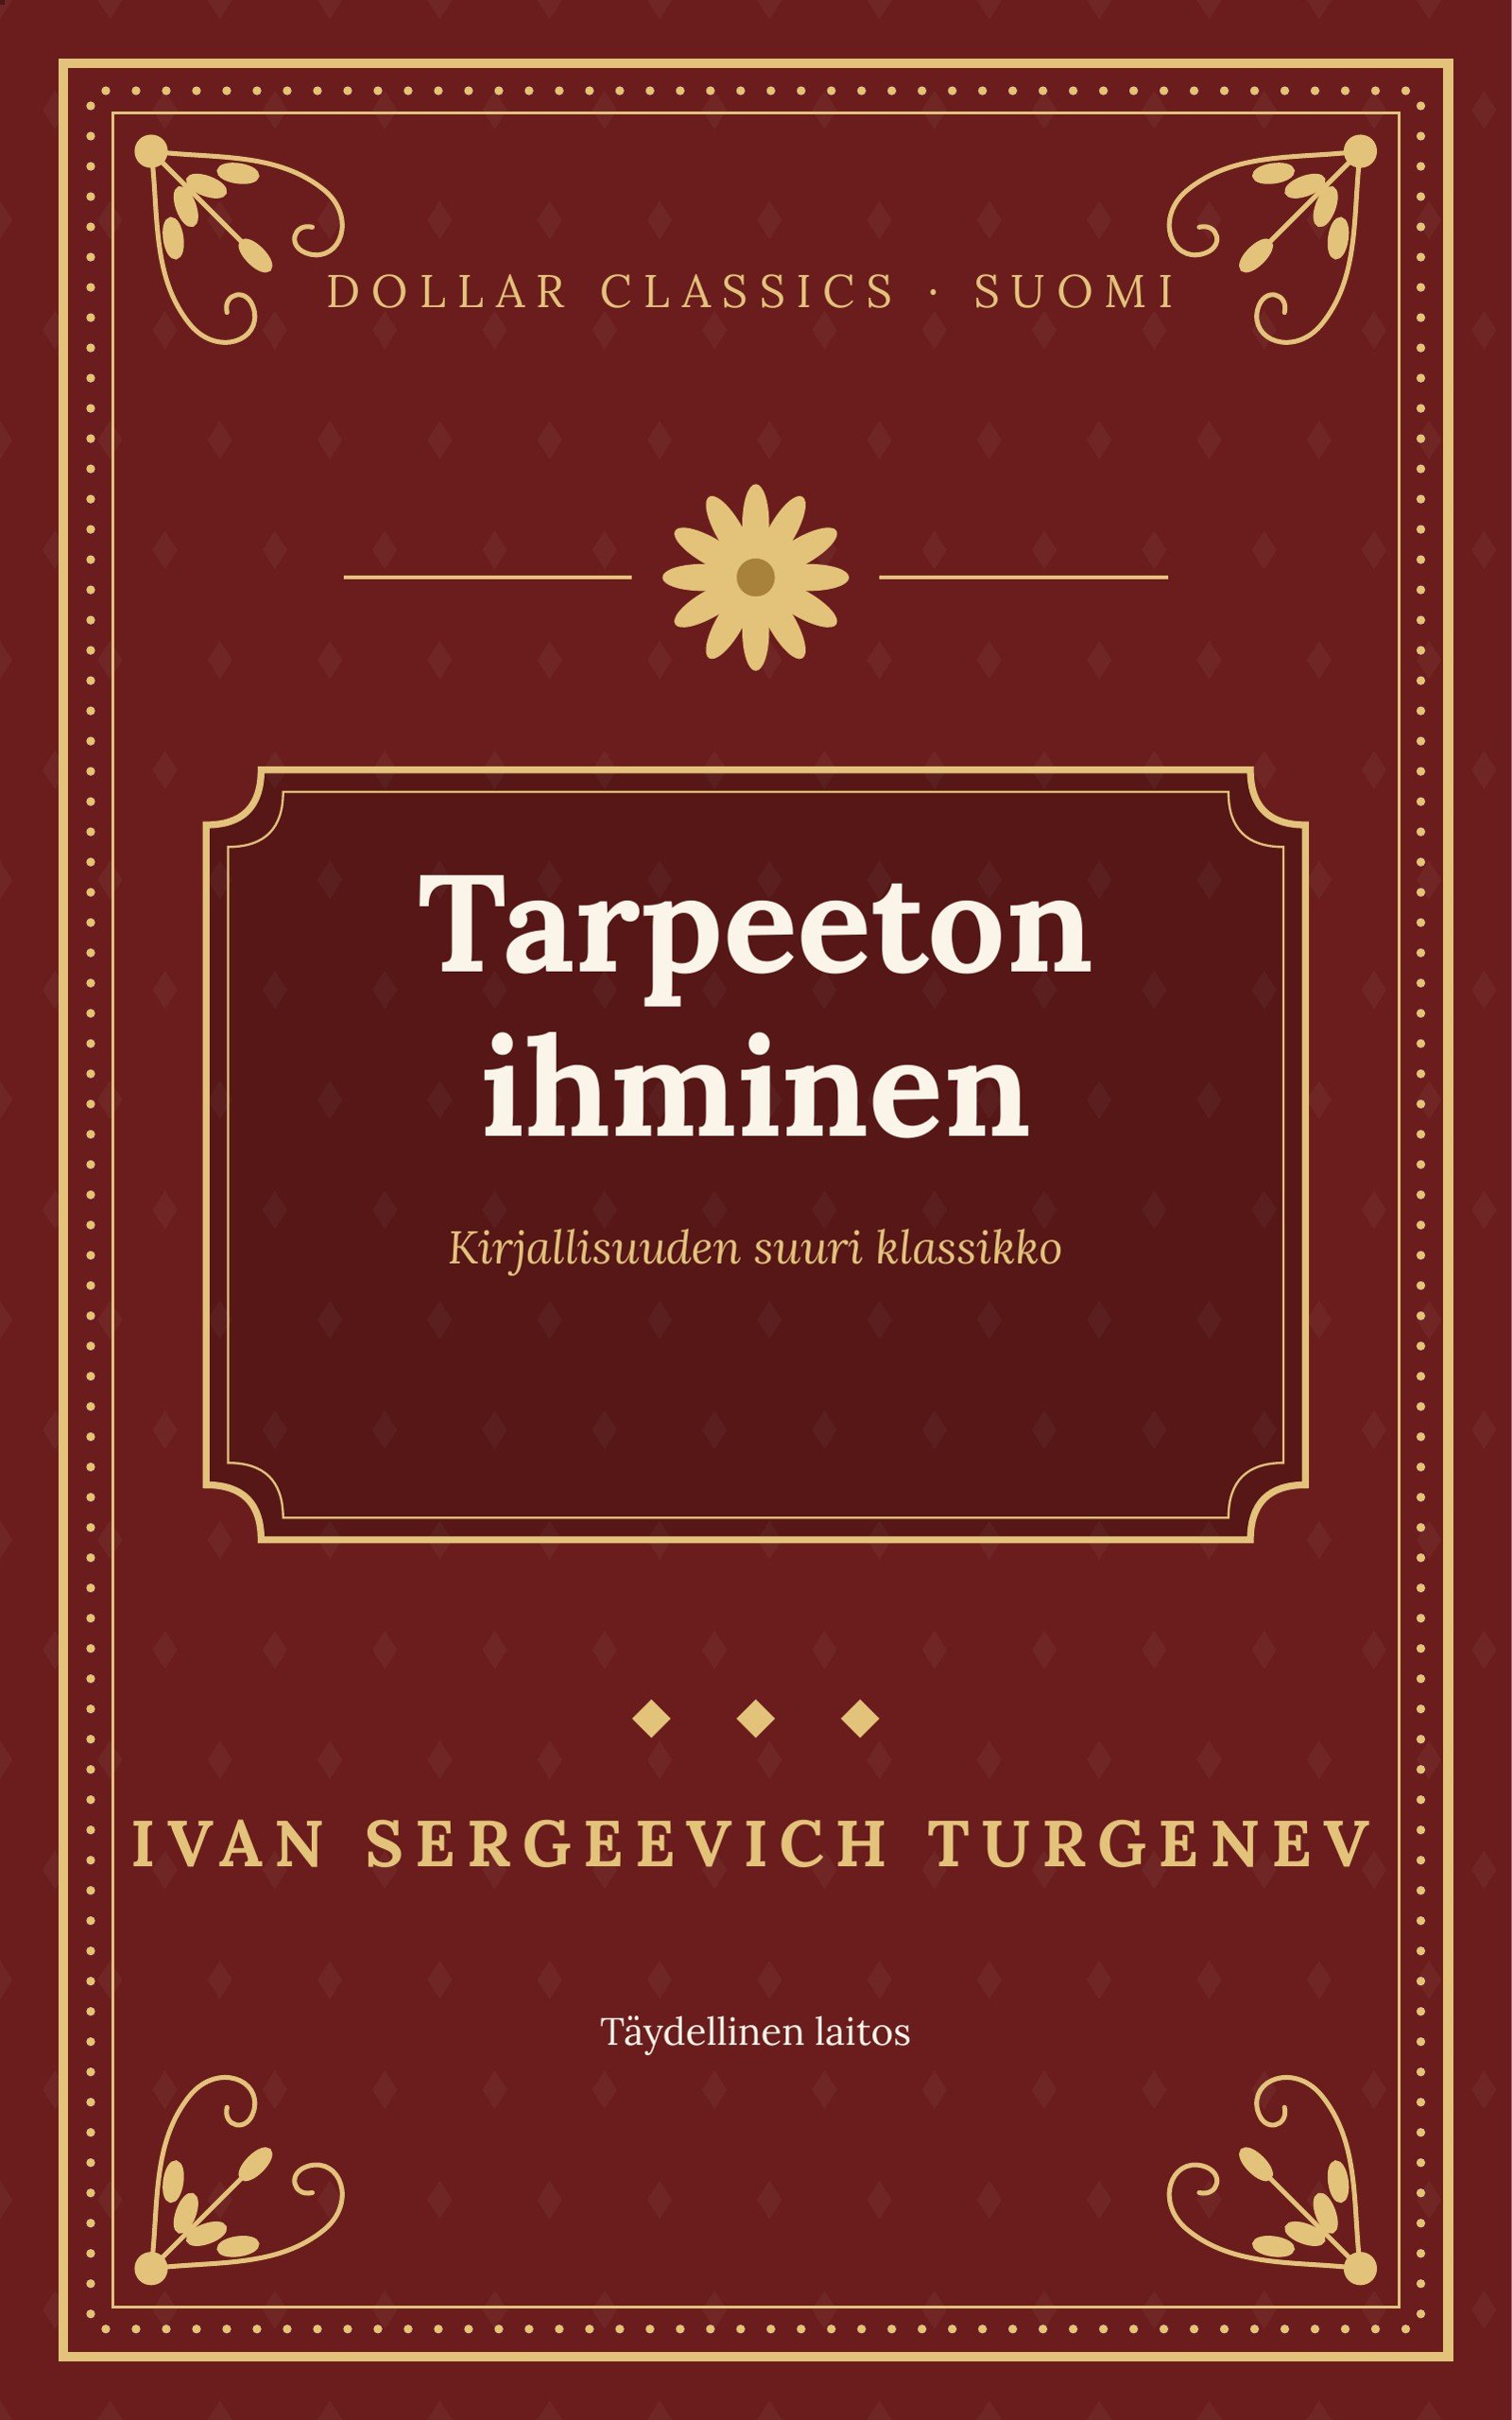 DOLLAR CLASSICS · SUOMI
Tarpeeton
ihminen
Kirjallisuuden suuri klassikko
IVAN SERGEEVICH TURGENEV
Täydellinen laitos